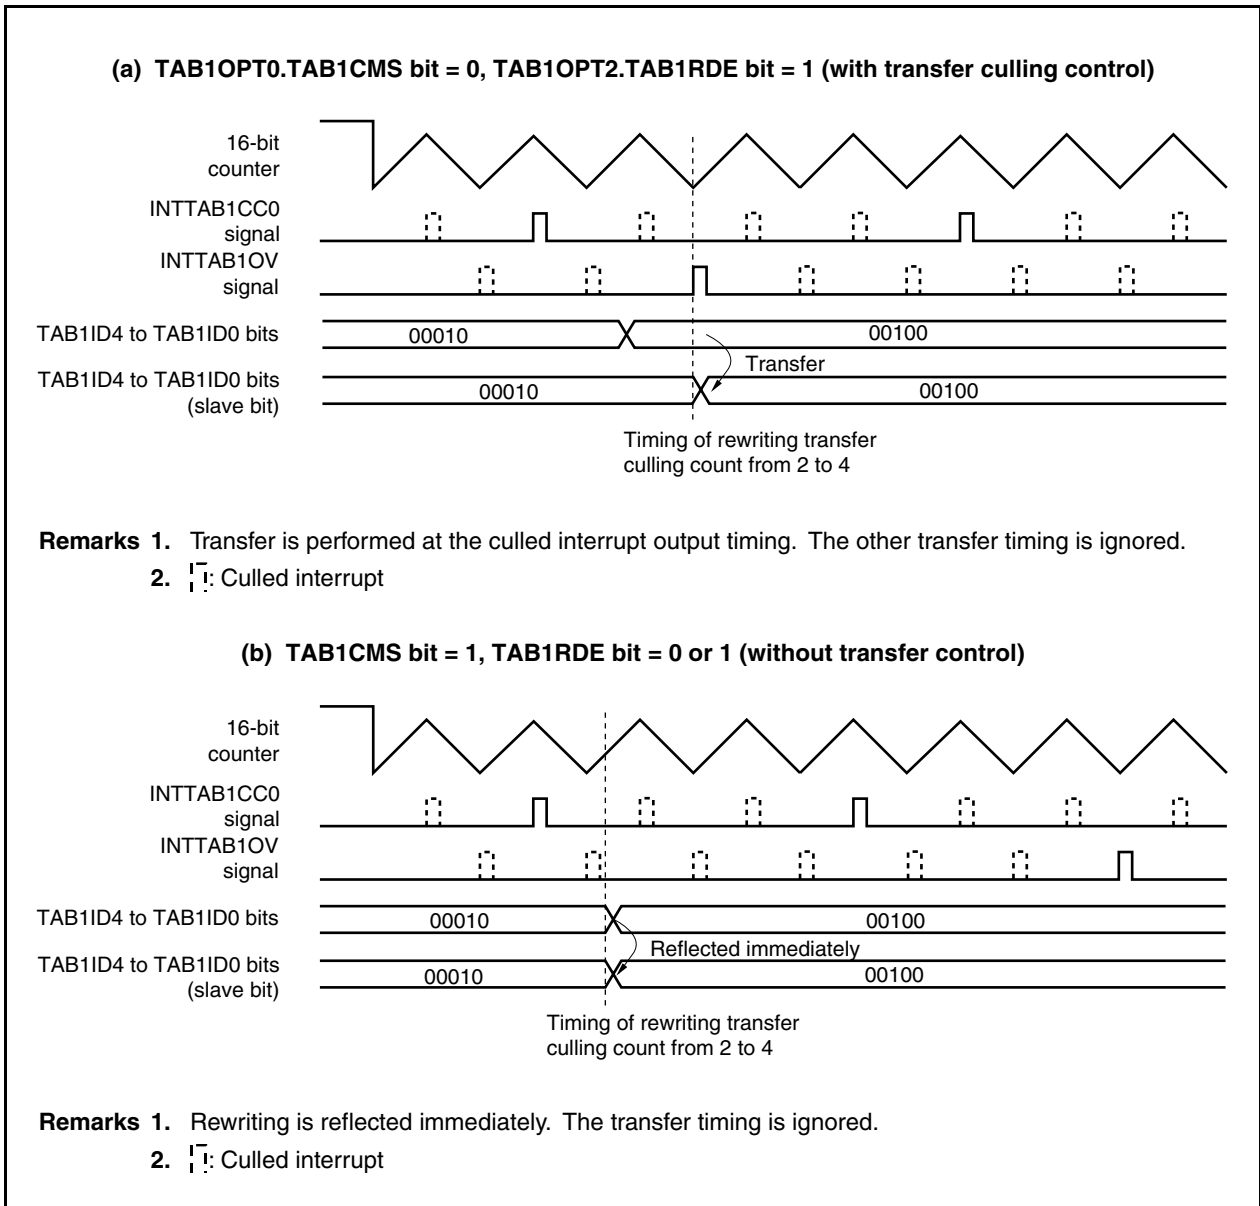 (a) TAB1OPT0.TAB1CMS bit = 0, TAB1OPT2.TAB1RDE bit = 1 (with transfer culling control)
16-bit
counter
INTTAB1CC0
signal
INTTAB1OV
signal
TAB1ID4 to TAB1ID0 bits
00010
00100
Transfer
TAB1ID4 to TAB1ID0 bits
(slave bit)
00010
00100
Timing of rewriting transfer
culling count from 2 to 4
Remarks 1. Transfer is performed at the culled interrupt output timing. The other transfer timing is ignored.
2. : Culled interrupt
(b) TAB1CMS bit = 1, TAB1RDE bit = 0 or 1 (without transfer control)
16-bit
counter
INTTAB1CC0
signal
INTTAB1OV
signal
TAB1ID4 to TAB1ID0 bits
00010
00100
Reflected immediately
TAB1ID4 to TAB1ID0 bits
(slave bit)
00010
00100
Timing of rewriting transfer
culling count from 2 to 4
Remarks 1. Rewriting is reflected immediately. The transfer timing is ignored.
2. : Culled interrupt